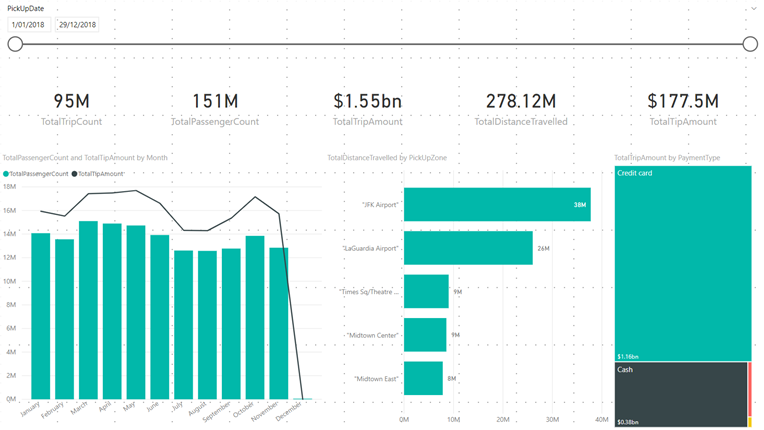 PickUpDate
1/01/2018 29/12/2018
95M 151M $1.55bn 278.12M $177.5M
TotalTripCount TotalPassengerCount TotalTripAmount TotalDistanceTravelled TotalTipAmount
TotalPassengerCount and TotalTipAmount by Month
TotalPassengerCount TotalTipAmount
18M
16M
14M
12M
10M
8M
6M
4M
2M
0M
January February March April May June July August September October November December
TotalDistanceTravelled by PickUpZone
"JFK Airport" 38M
"LaGuardia Airport" 26M
"Times Sq/Theatre ... 9M
"Midtown Center" 9M
"Midtown East" 8M
0M 10M 20M 30M 40M
TotalTripAmount by PaymentType
Credit card
$1.16bn
Cash
$0.38bn